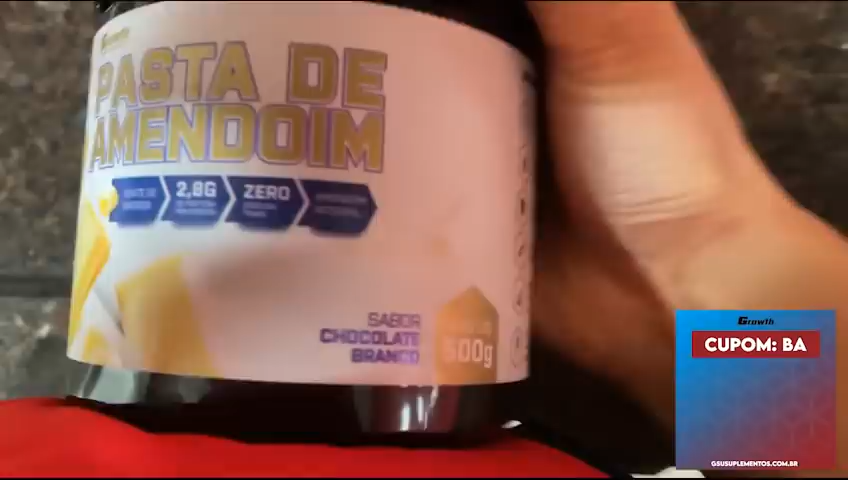 Growth
PASTA DE
AMENDOIM
2,8G
ZERO
SABOR
CHOCOLATE
BRANCO
500g
Growth
CUPOM: BA
GSUSUPLEMENTOS.COM.BR